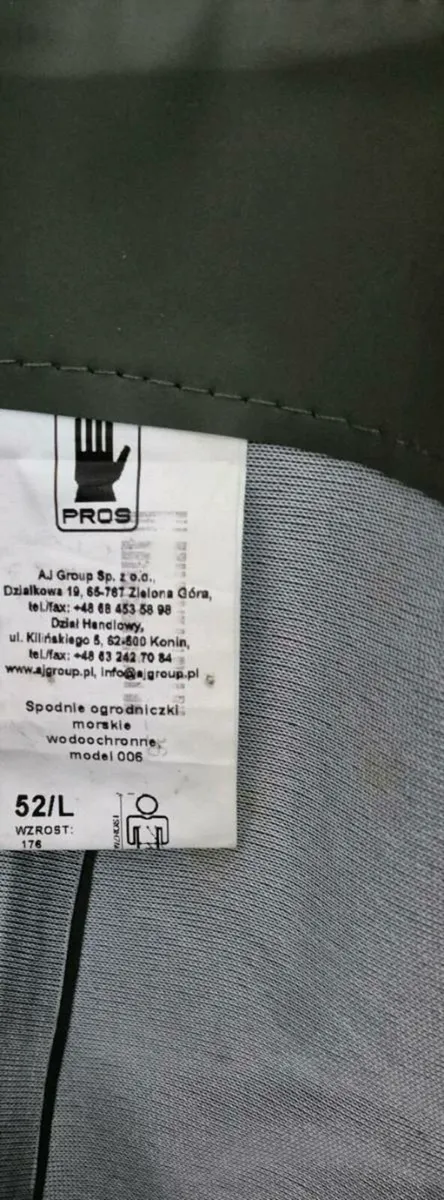 PROS
AJ Group Sp. z o.o.,
Działkowa 19, 65-767 Zielona Góra,
tel./fax: +48 68 453 58 98
Dział Handlowy,
ul. Kilińskiego 5, 62-500 Konin,
tel./fax: +48 63 242 70 84
www.ajgroup.pl, info@ajgroup.pl
Spodnie ogrodniczki
morskie
wodoochronne,
model 006
52/L
WZROST:
176
WZROST